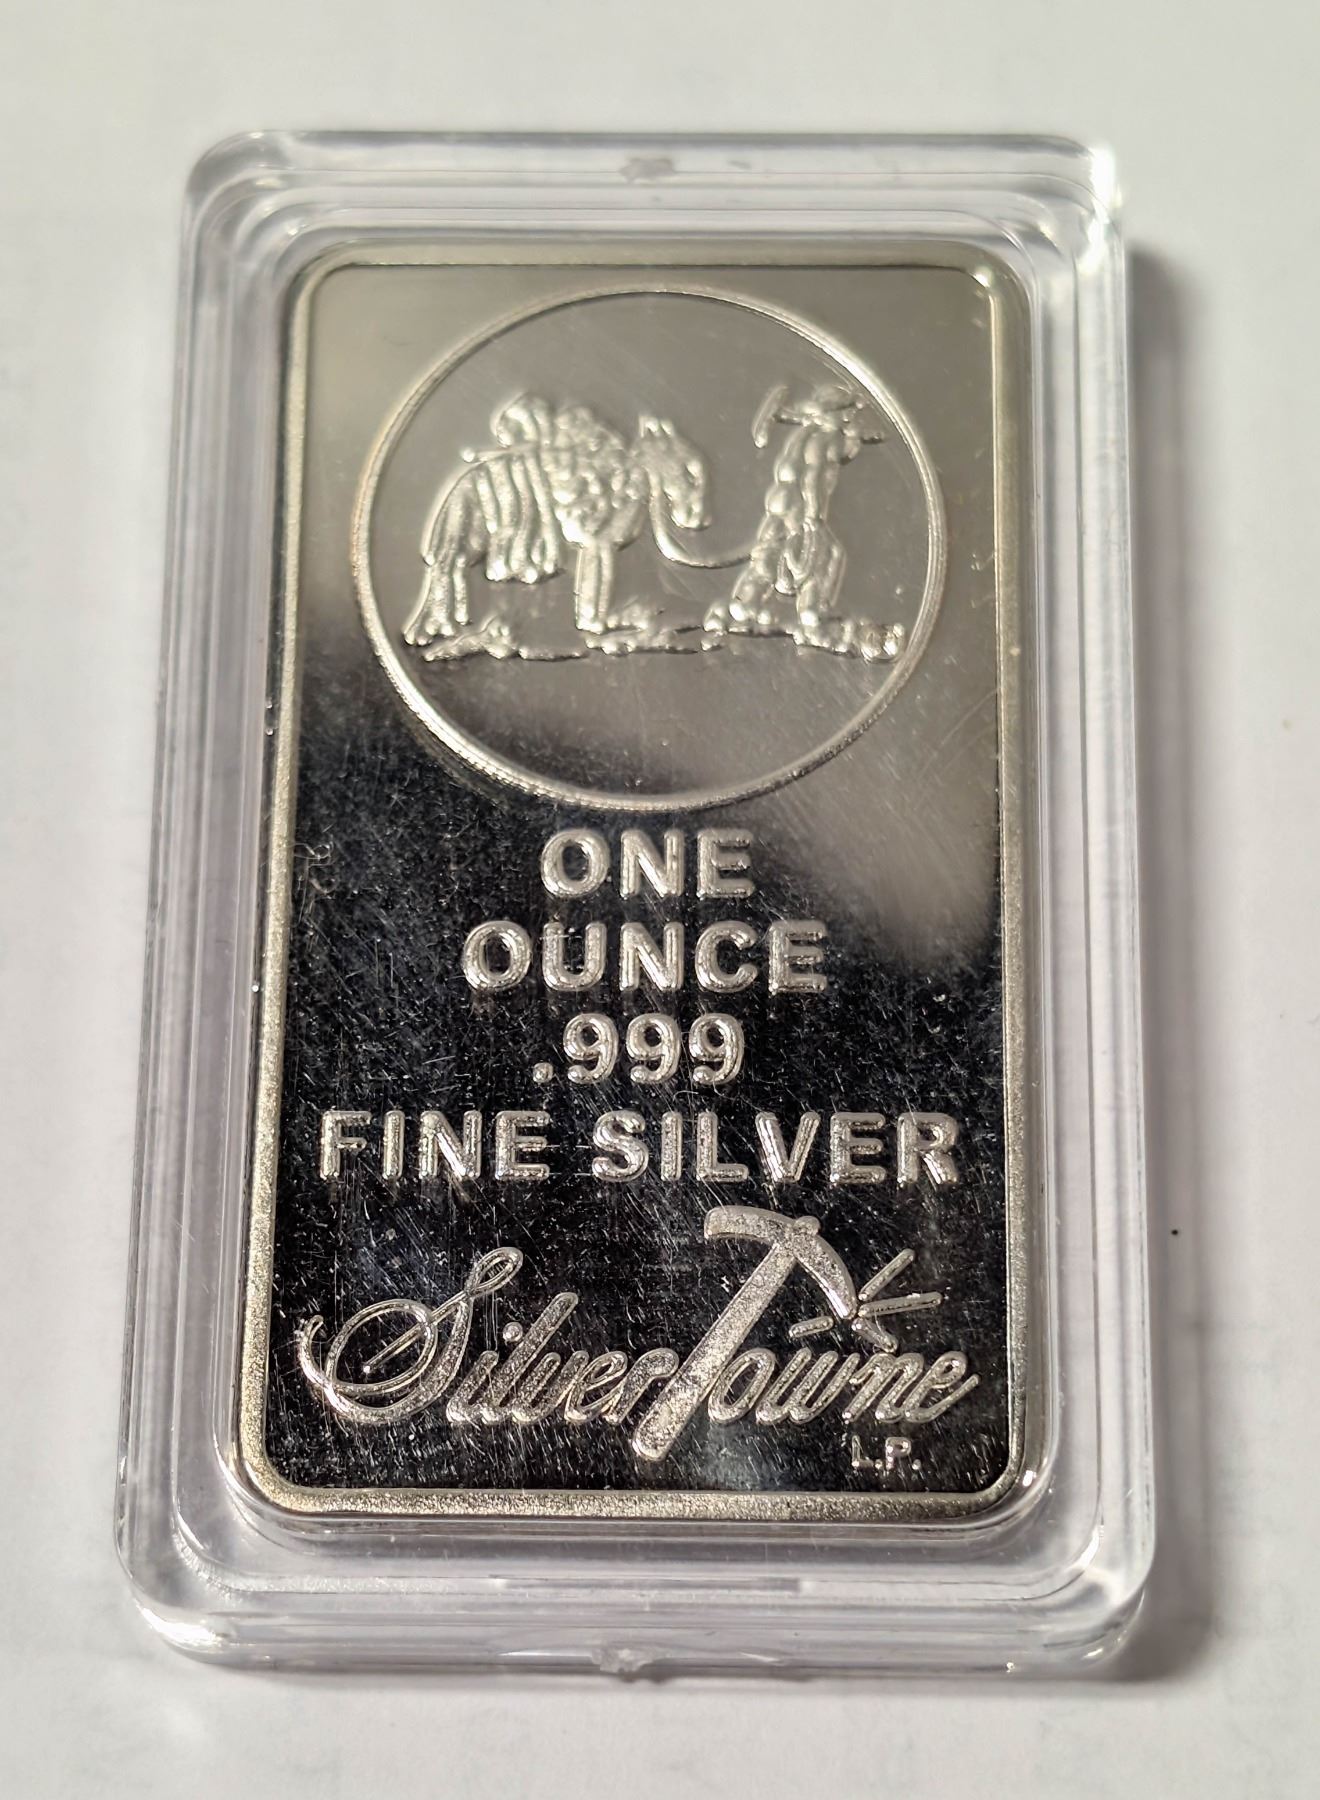 ONE
OUNCE
.999
FINE SILVER
SilverTowne
L.P.